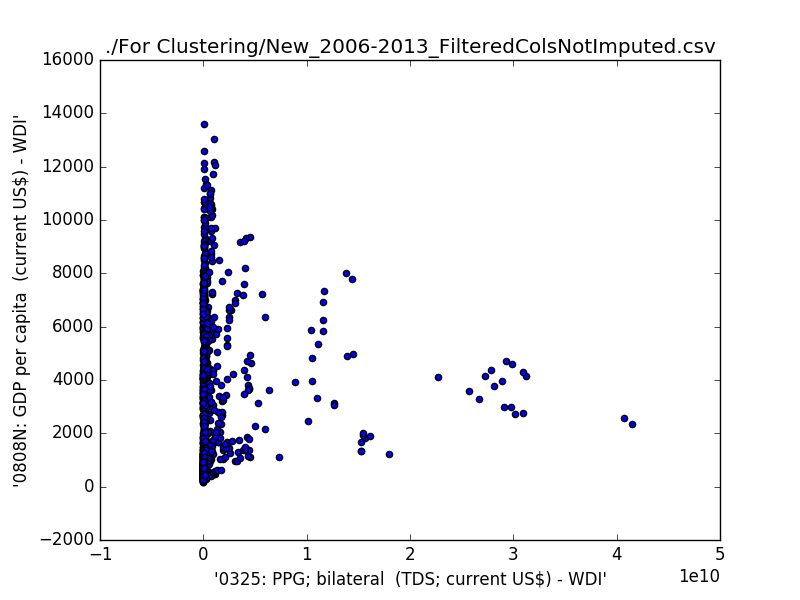 ./For Clustering/New_2006-2013_FilteredColsNotImputed.csv
16000
14000
12000
10000
8000
6000
4000
2000
0
−2000
'0808N: GDP per capita  (current US$) - WDI'
−1 0 1 2 3 4 5
1e10
'0325: PPG; bilateral  (TDS; current US$) - WDI'